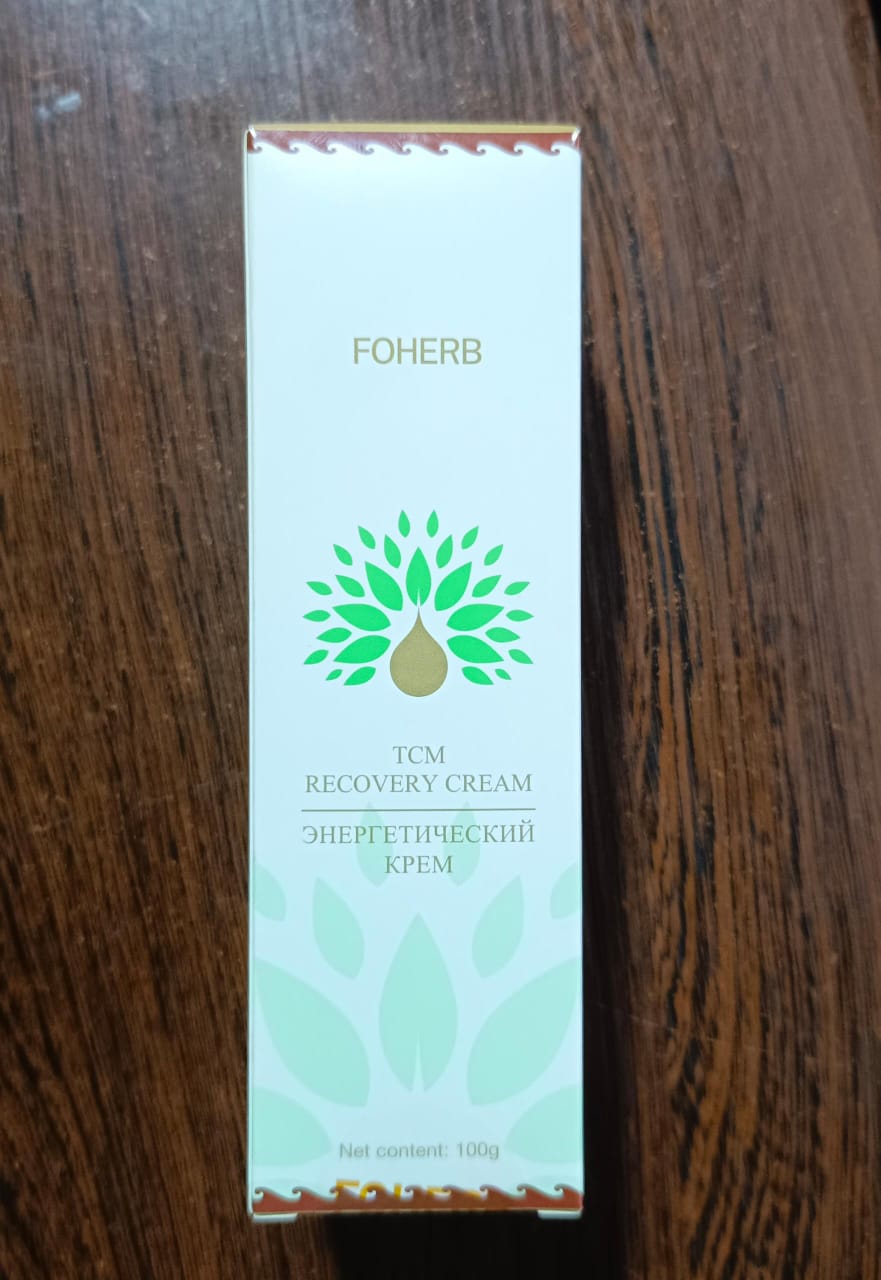 FOHERB
TCM
RECOVERY CREAM
ЭНЕРГЕТИЧЕСКИЙ
КРЕМ
Net content: 100g